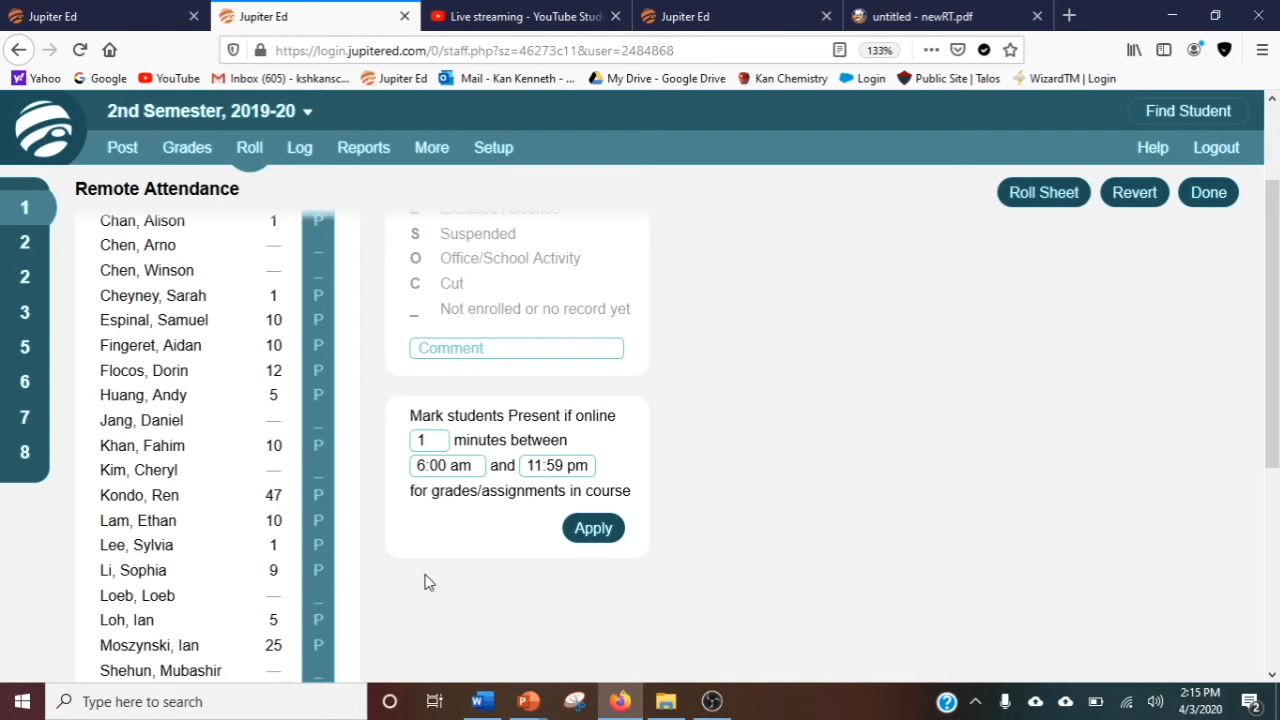 Jupiter Ed
Jupiter Ed
Live streaming - YouTube Stud
Jupiter Ed
untitled - newRT.pdf
https://login.jupitered.com/0/staff.php?sz=46273c11&user=2484868
133%
Yahoo
Google
YouTube
Inbox (605) - kshkansc...
Jupiter Ed
Mail - Kan Kenneth - ...
My Drive - Google Drive
Kan Chemistry
Login
Public Site | Talos
WizardTM | Login
2nd Semester, 2019-20
Find Student
Post Grades Roll Log Reports More Setup
Help Logout
Remote Attendance
Roll Sheet Revert Done
1
2
2
3
5
6
7
8
Chan, Alison 1 P
Chen, Arno — _
Chen, Winson — _
Cheyney, Sarah 1 P
Espinal, Samuel 10 P
Fingeret, Aidan 10 P
Flocos, Dorin 12 P
Huang, Andy 5 P
Jang, Daniel — _
Khan, Fahim 10 P
Kim, Cheryl — _
Kondo, Ren 47 P
Lam, Ethan 10 P
Lee, Sylvia 1 P
Li, Sophia 9 P
Loeb, Loeb — _
Loh, Ian 5 P
Moszynski, Ian 25 P
Shehun, Mubashir — _
E Excused Absence
S Suspended
O Office/School Activity
C Cut
_ Not enrolled or no record yet
Comment
Mark students Present if online
1 minutes between
6:00 am and 11:59 pm
for grades/assignments in course
Apply
Type here to search
2:15 PM
4/3/2020
2